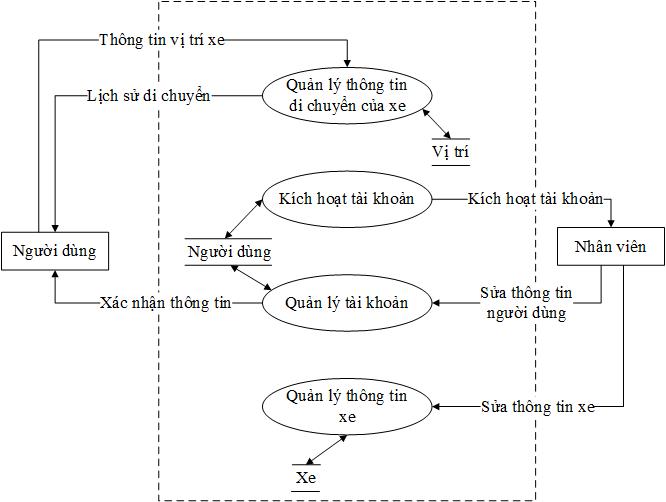 Thông tin vị trí xe
Quản lý thông tin
di chuyển của xe
Lịch sử di chuyển
Vị trí
Kích hoạt tài khoản
Kích hoạt tài khoản
Người dùng
Người dùng
Nhân viên
Xác nhận thông tin
Quản lý tài khoản
Sửa thông tin
người dùng
Quản lý thông tin
xe
Sửa thông tin xe
Xe